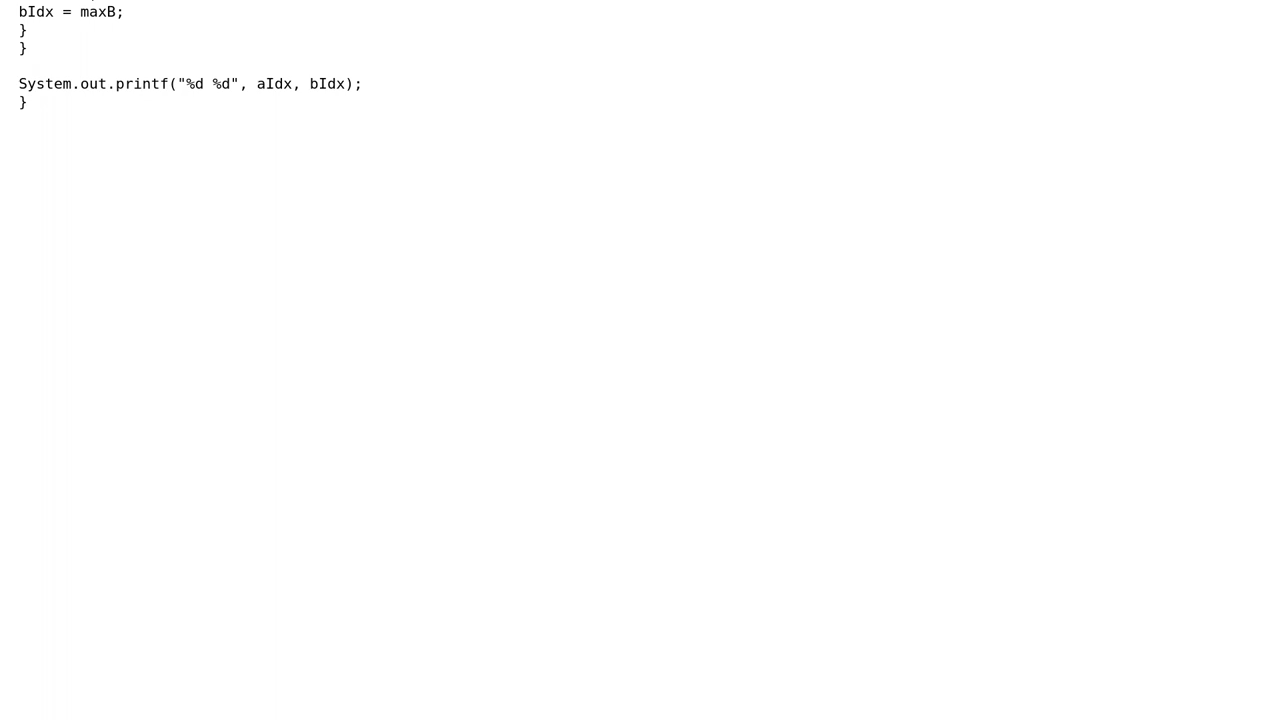 bIdx = maxB;
}
}
System.out.printf("%d %d", aIdx, bIdx);
}